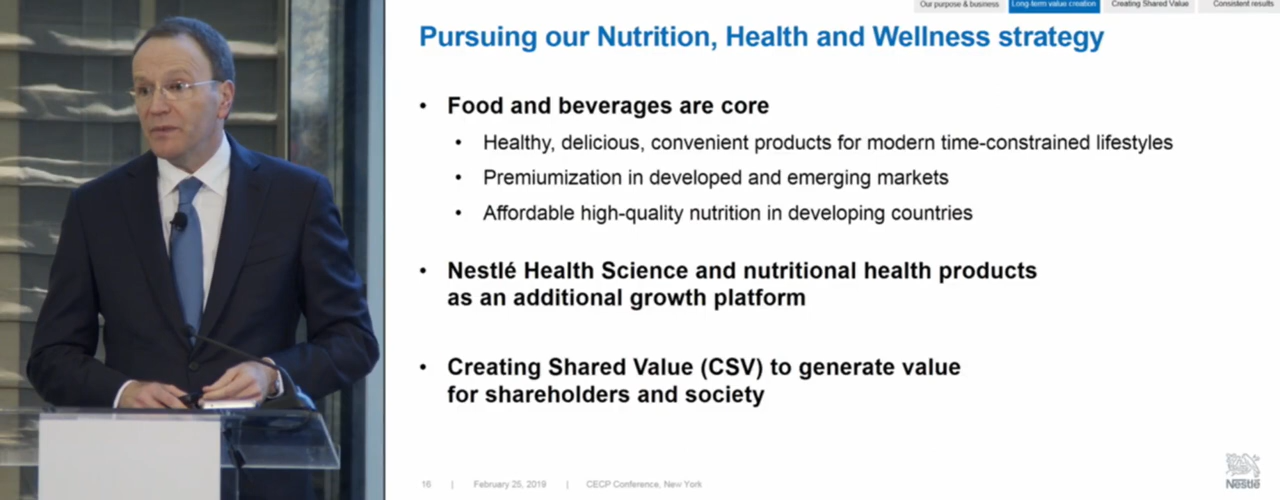 Our purpose & business
Long-term value creation
Creating Shared Value
Consistent results
Pursuing our Nutrition, Health and Wellness strategy
• Food and beverages are core
• Healthy, delicious, convenient products for modern time-constrained lifestyles
• Premiumization in developed and emerging markets
• Affordable high-quality nutrition in developing countries
• Nestlé Health Science and nutritional health products
as an additional growth platform
• Creating Shared Value (CSV) to generate value
for shareholders and society
16 | February 25, 2019 | CECP Conference, New York
Nestlé